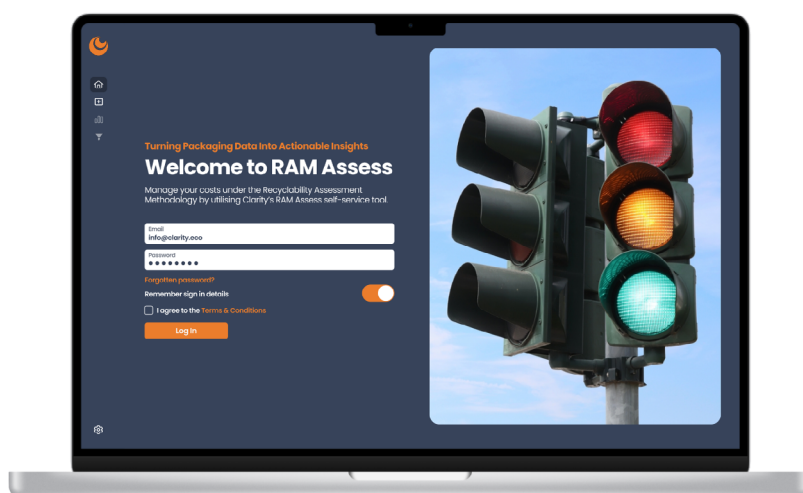 Turning Packaging Data Into Actionable Insights
Welcome to RAM Assess
Manage your costs under the Recyclability Assessment
Methodology by utilising Clarity's RAM Assess self-service tool.
Email
info@clarity.eco
Password
Forgotten password?
Remember sign in details
I agree to the Terms & Conditions
Log In